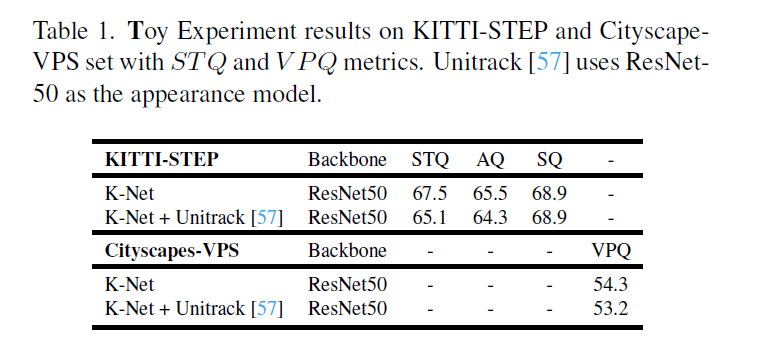 Table 1. Toy Experiment results on KITTI-STEP and Cityscape-
VPS set with STQ and VPQ metrics. Unitrack [57] uses ResNet-
50 as the appearance model.
KITTI-STEP Backbone STQ AQ SQ -
K-Net ResNet50 67.5 65.5 68.9 -
K-Net + Unitrack [57] ResNet50 65.1 64.3 68.9 -
Cityscapes-VPS Backbone - - - VPQ
K-Net ResNet50 - - - 54.3
K-Net + Unitrack [57] ResNet50 - - - 53.2